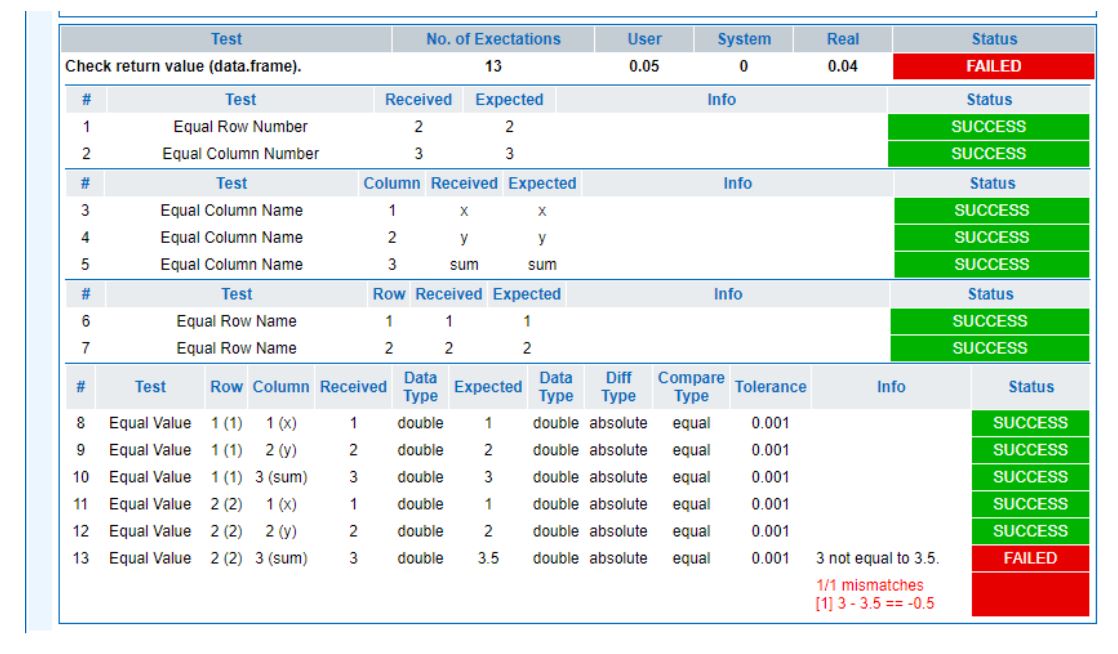 Test No. of Exectations User System Real Status
Check return value (data.frame). 13 0.05 0 0.04 FAILED
# Test Received Expected Info Status
1 Equal Row Number 2 2 SUCCESS
2 Equal Column Number 3 3 SUCCESS
# Test Column Received Expected Info Status
3 Equal Column Name 1 x x SUCCESS
4 Equal Column Name 2 y y SUCCESS
5 Equal Column Name 3 sum sum SUCCESS
# Test Row Received Expected Info Status
6 Equal Row Name 1 1 1 SUCCESS
7 Equal Row Name 2 2 2 SUCCESS
# Test Row Column Received Data Type Expected Data Type Diff Type Compare Type Tolerance Info Status
8 Equal Value 1 (1) 1 (x) 1 double 1 double absolute equal 0.001 SUCCESS
9 Equal Value 1 (1) 2 (y) 2 double 2 double absolute equal 0.001 SUCCESS
10 Equal Value 1 (1) 3 (sum) 3 double 3 double absolute equal 0.001 SUCCESS
11 Equal Value 2 (2) 1 (x) 1 double 1 double absolute equal 0.001 SUCCESS
12 Equal Value 2 (2) 2 (y) 2 double 2 double absolute equal 0.001 SUCCESS
13 Equal Value 2 (2) 3 (sum) 3 double 3.5 double absolute equal 0.001 3 not equal to 3.5. FAILED
1/1 mismatches
[1] 3 - 3.5 == -0.5